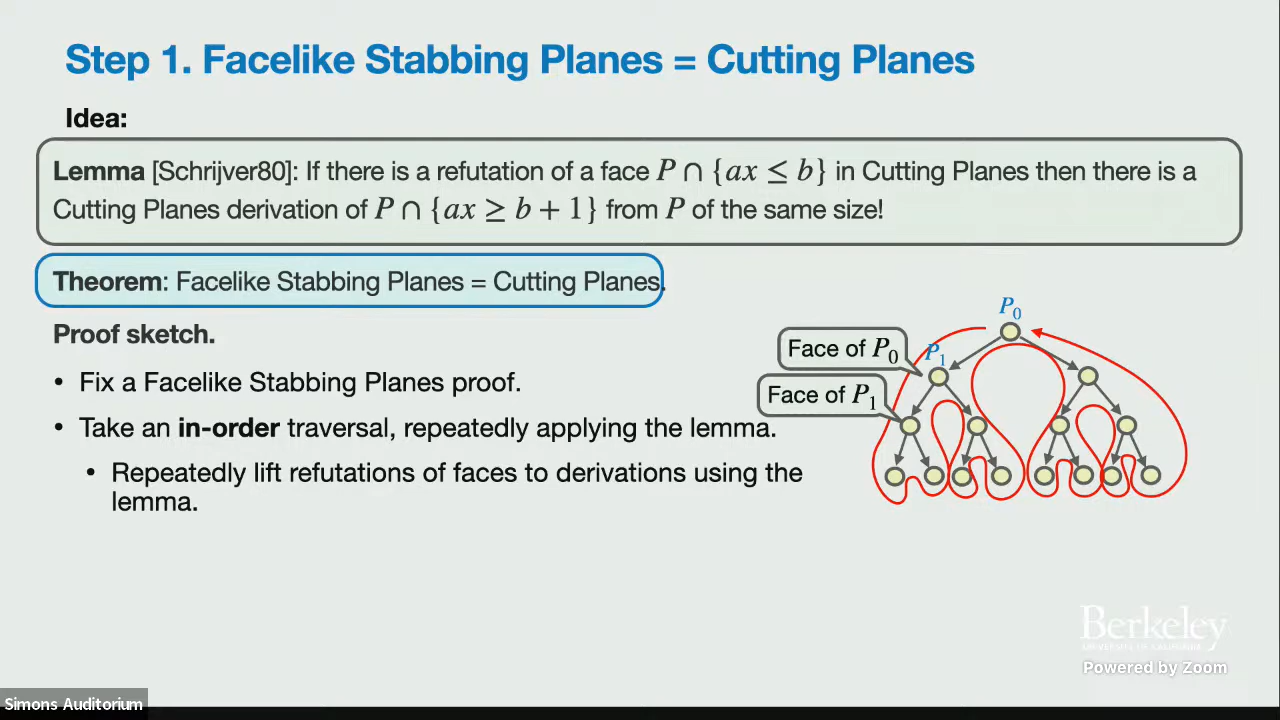 Step 1. Facelike Stabbing Planes = Cutting Planes
Idea:
Lemma [Schrijver80]: If there is a refutation of a face P ∩ {ax ≤ b} in Cutting Planes then there is a
Cutting Planes derivation of P ∩ {ax ≥ b + 1} from P of the same size!
Theorem: Facelike Stabbing Planes = Cutting Planes.
Proof sketch.
• Fix a Facelike Stabbing Planes proof.
• Take an in-order traversal, repeatedly applying the lemma.
• Repeatedly lift refutations of faces to derivations using the
lemma.
P₀
Face of P₀
P₁
Face of P₁
Berkeley
UNIVERSITY OF CALIFORNIA
Powered by Zoom
Simons Auditorium